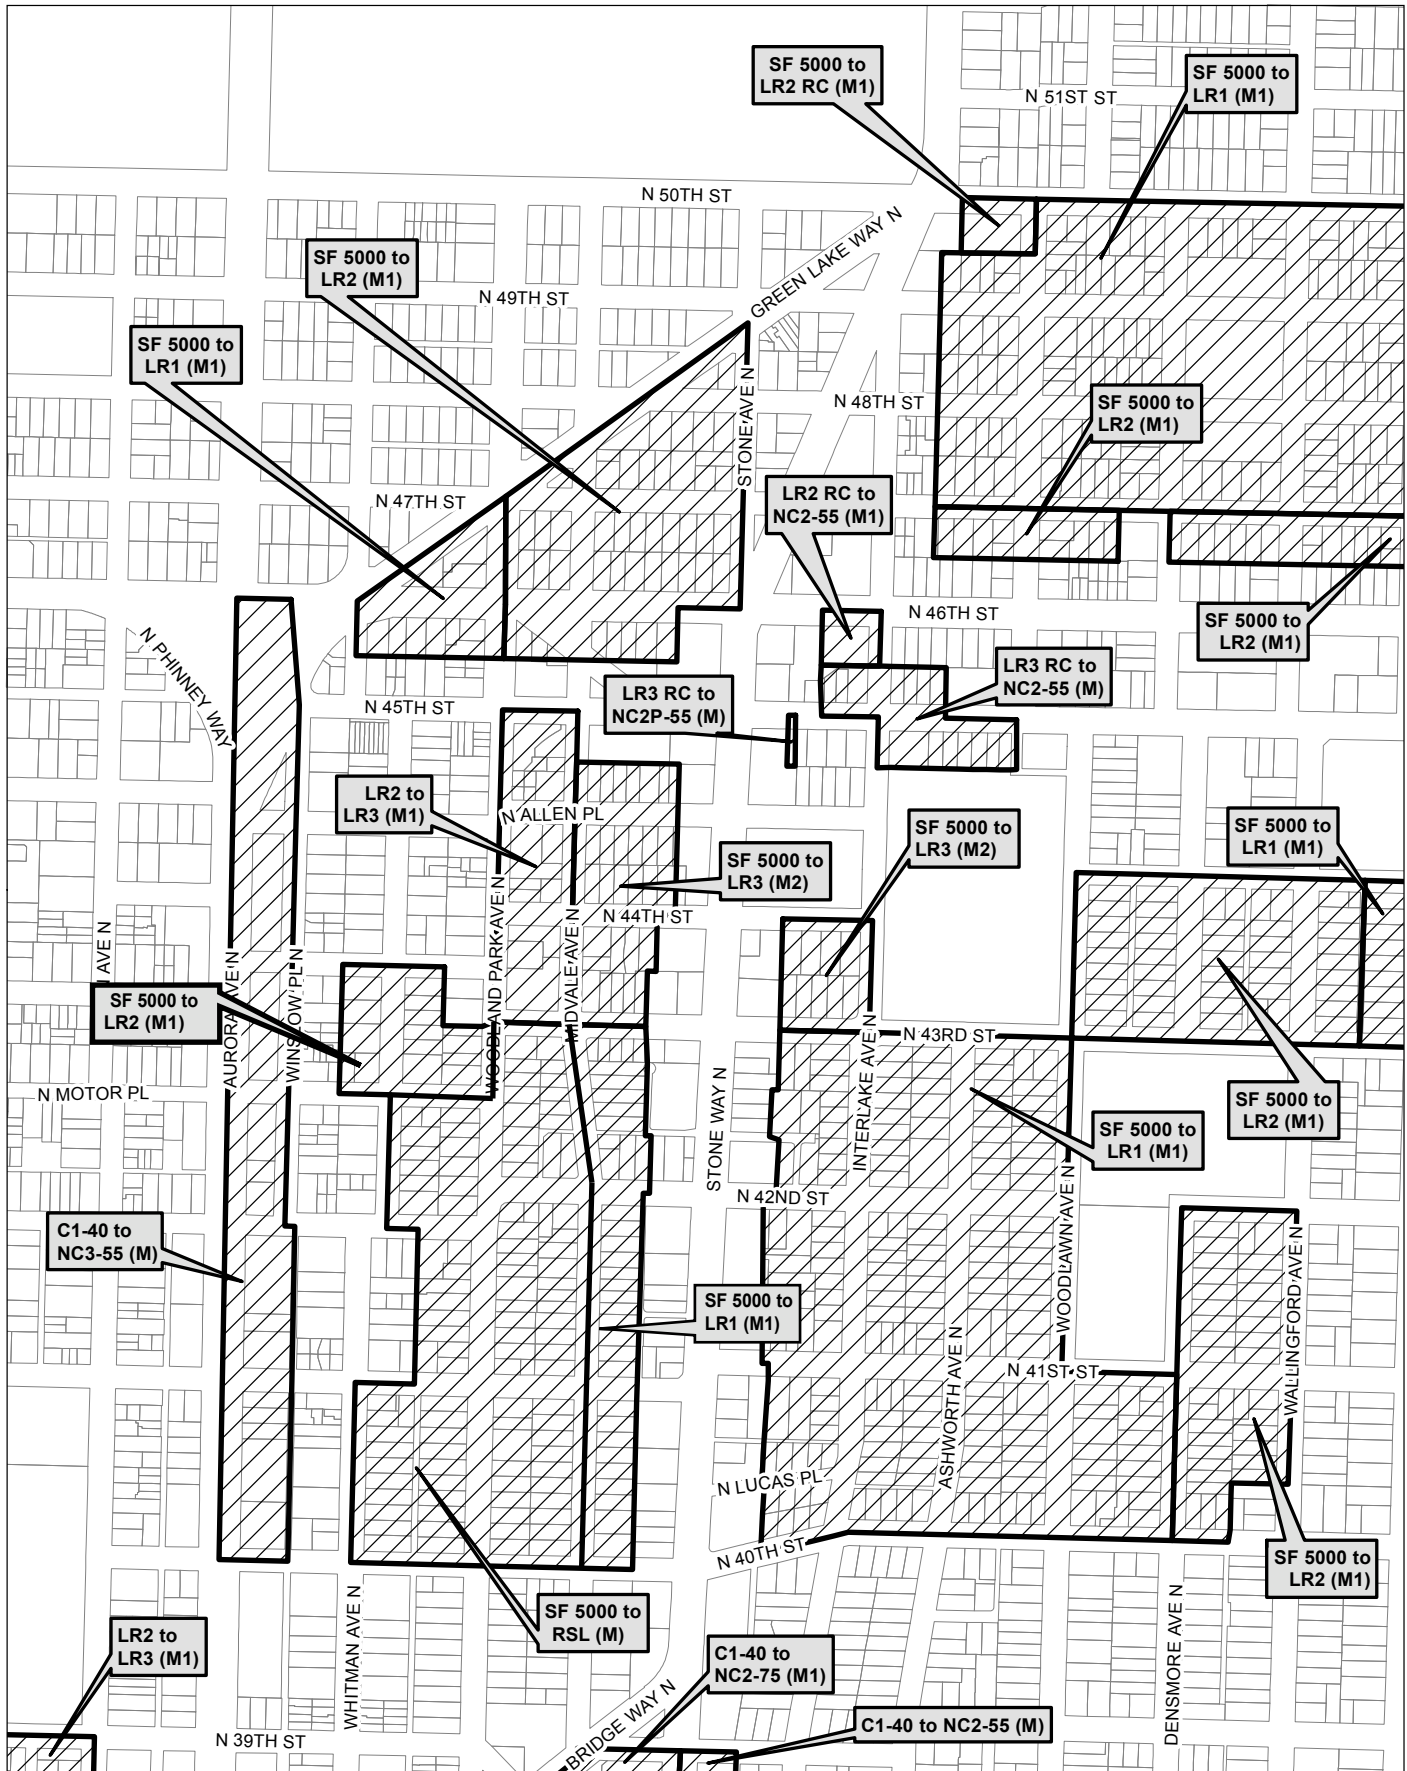 SF 5000 to
LR2 RC (M1)
SF 5000 to
LR1 (M1)
N 51ST ST
N 50TH ST
GREEN LAKE WAY N
SF 5000 to
LR2 (M1)
N 49TH ST
SF 5000 to
LR1 (M1)
STONE AVE N
N 48TH ST
SF 5000 to
LR2 (M1)
N 47TH ST
LR2 RC to
NC2-55 (M1)
N 46TH ST
SF 5000 to
LR2 (M1)
N PHINNEY WAY
LR3 RC to
NC2-55 (M)
LR3 RC to
NC2P-55 (M)
N 45TH ST
LR2 to
LR3 (M1)
N ALLEN PL
SF 5000 to
LR3 (M2)
SF 5000 to
LR1 (M1)
SF 5000 to
LR3 (M2)
N 44TH ST
N AVE N
AURORA AVE N
WINSLOW PL N
WOODLAND PARK AVE N
MIDVALE AVE N
SF 5000 to
LR2 (M1)
N 43RD ST
INTERLAKE AVE N
N MOTOR PL
STONE WAY N
SF 5000 to
LR2 (M1)
SF 5000 to
LR1 (M1)
N 42ND ST
WOODLAWN AVE N
C1-40 to
NC3-55 (M)
WALLINGFORD AVE N
SF 5000 to
LR1 (M1)
ASHWORTH AVE N
N 41ST ST
N LUCAS PL
N 40TH ST
SF 5000 to
LR2 (M1)
WHITMAN AVE N
SF 5000 to
RSL (M)
DENSMORE AVE N
LR2 to
LR3 (M1)
C1-40 to
NC2-75 (M1)
BRIDGE WAY N
C1-40 to NC2-55 (M)
N 39TH ST